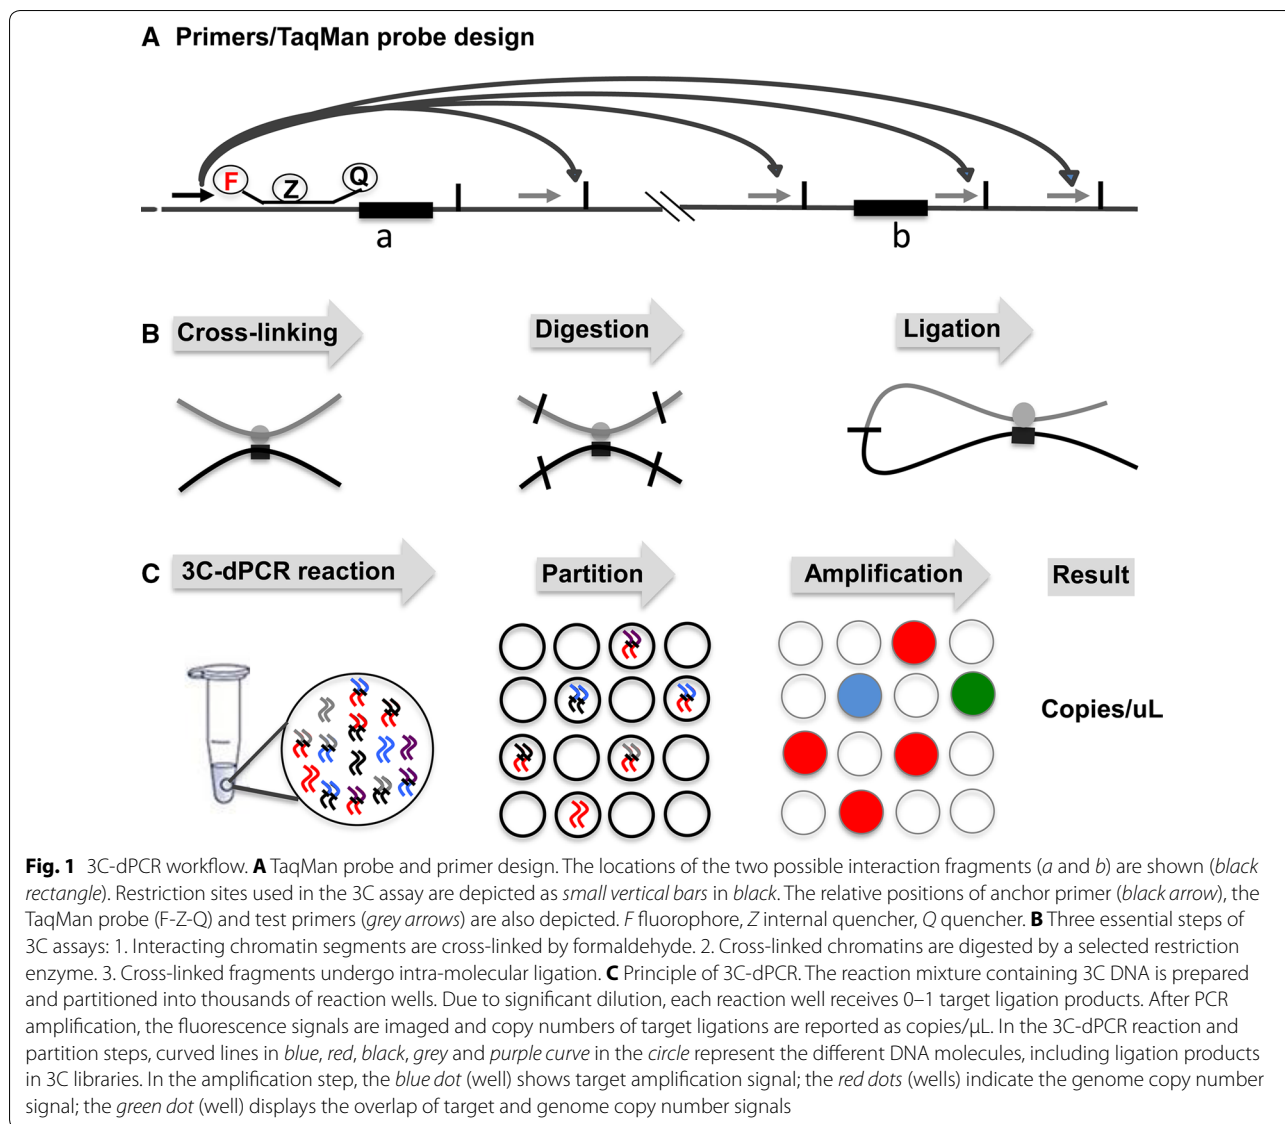 A Primers/TaqMan probe design
F
Z
Q
a
b
B
Cross-linking
Digestion
Ligation
C
3C-dPCR reaction
Partition
Amplification
Result
Copies/uL
Fig. 1 3C-dPCR workflow. A TaqMan probe and primer design. The locations of the two possible interaction fragments (a and b) are shown (black
rectangle). Restriction sites used in the 3C assay are depicted as small vertical bars in black. The relative positions of anchor primer (black arrow), the
TaqMan probe (F-Z-Q) and test primers (grey arrows) are also depicted. F fluorophore, Z internal quencher, Q quencher. B Three essential steps of
3C assays: 1. Interacting chromatin segments are cross-linked by formaldehyde. 2. Cross-linked chromatins are digested by a selected restriction
enzyme. 3. Cross-linked fragments undergo intra-molecular ligation. C Principle of 3C-dPCR. The reaction mixture containing 3C DNA is prepared
and partitioned into thousands of reaction wells. Due to significant dilution, each reaction well receives 0–1 target ligation products. After PCR
amplification, the fluorescence signals are imaged and copy numbers of target ligations are reported as copies/μL. In the 3C-dPCR reaction and
partition steps, curved lines in blue, red, black, grey and purple curve in the circle represent the different DNA molecules, including ligation products
in 3C libraries. In the amplification step, the blue dot (well) shows target amplification signal; the red dots (wells) indicate the genome copy number
signal; the green dot (well) displays the overlap of target and genome copy number signals